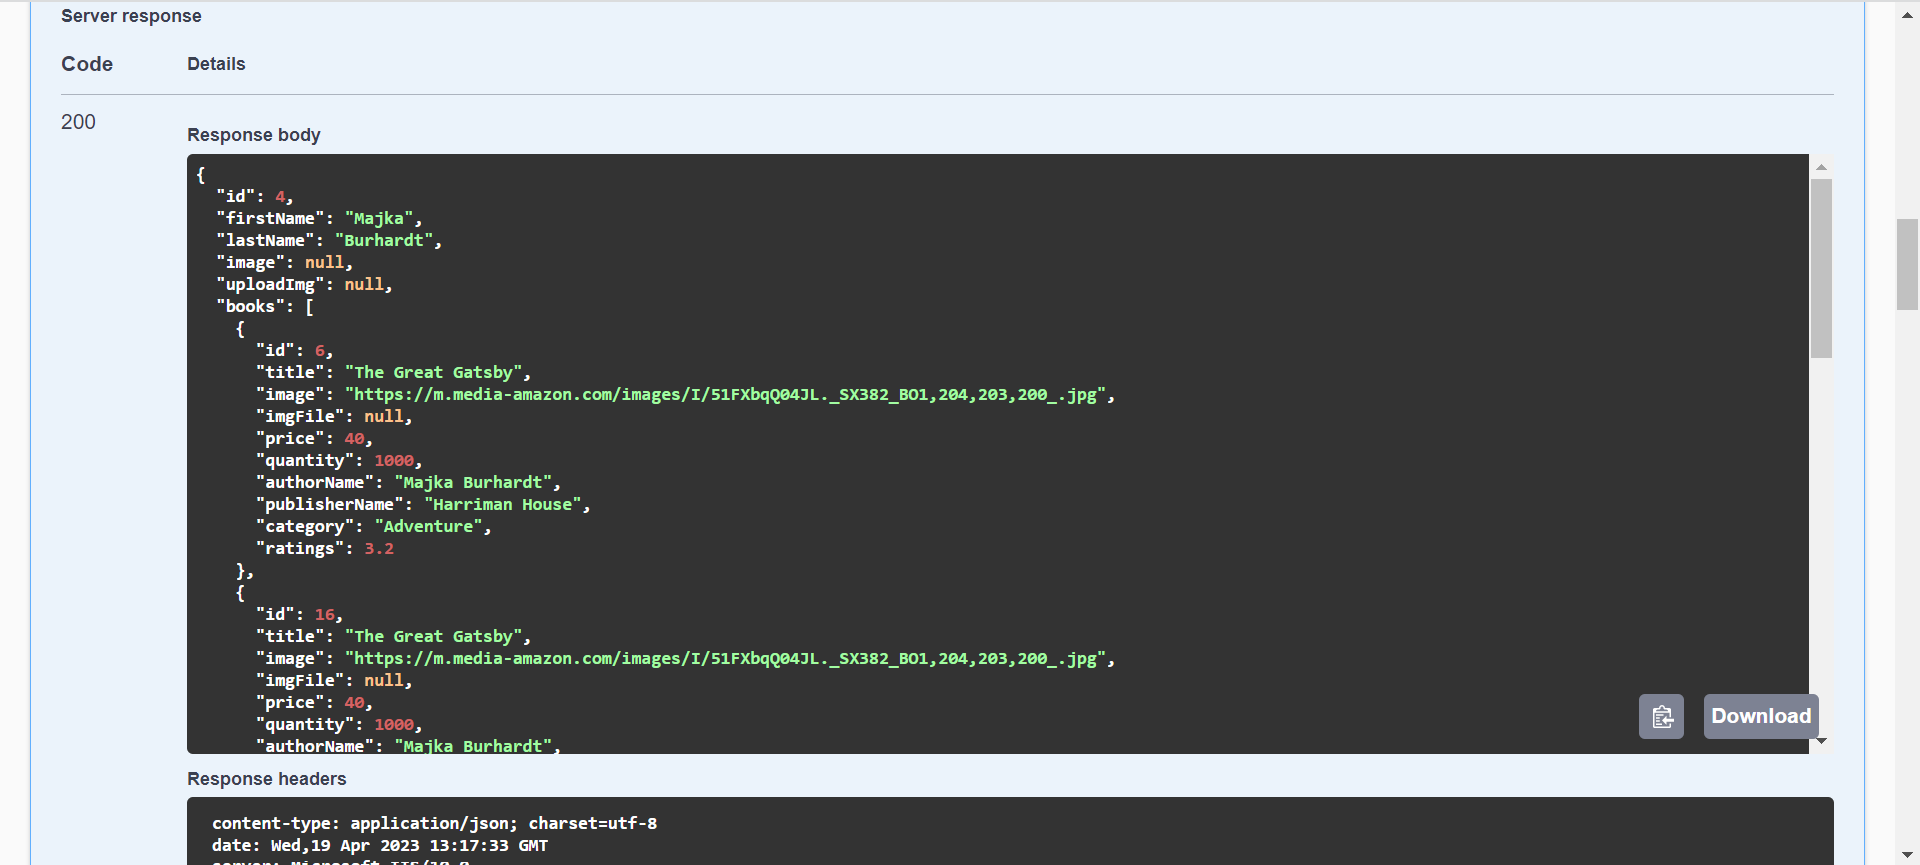 Server response
Code Details
200
Response body
{
"id": 4,
"firstName": "Majka",
"lastName": "Burhardt",
"image": null,
"uploadImg": null,
"books": [
{
"id": 6,
"title": "The Great Gatsby",
"image": "https://m.media-amazon.com/images/I/51FXbqQ04JL._SX382_BO1,204,203,200_.jpg",
"imgFile": null,
"price": 40,
"quantity": 1000,
"authorName": "Majka Burhardt",
"publisherName": "Harriman House",
"category": "Adventure",
"ratings": 3.2
},
{
"id": 16,
"title": "The Great Gatsby",
"image": "https://m.media-amazon.com/images/I/51FXbqQ04JL._SX382_BO1,204,203,200_.jpg",
"imgFile": null,
"price": 40,
"quantity": 1000,
"authorName": "Majka Burhardt",
Download
Response headers
content-type: application/json; charset=utf-8
date: Wed,19 Apr 2023 13:17:33 GMT